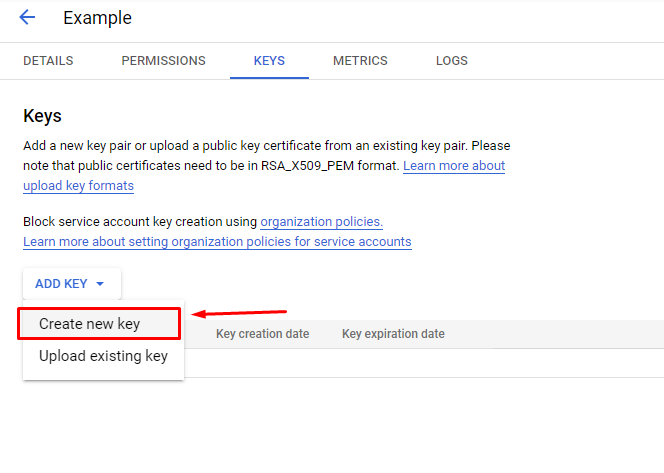 Example
DETAILS PERMISSIONS KEYS METRICS LOGS
Keys
Add a new key pair or upload a public key certificate from an existing key pair. Please
note that public certificates need to be in RSA_X509_PEM format. Learn more about
upload key formats
Block service account key creation using organization policies.
Learn more about setting organization policies for service accounts
ADD KEY
Create new key
Key creation date Key expiration date
Upload existing key